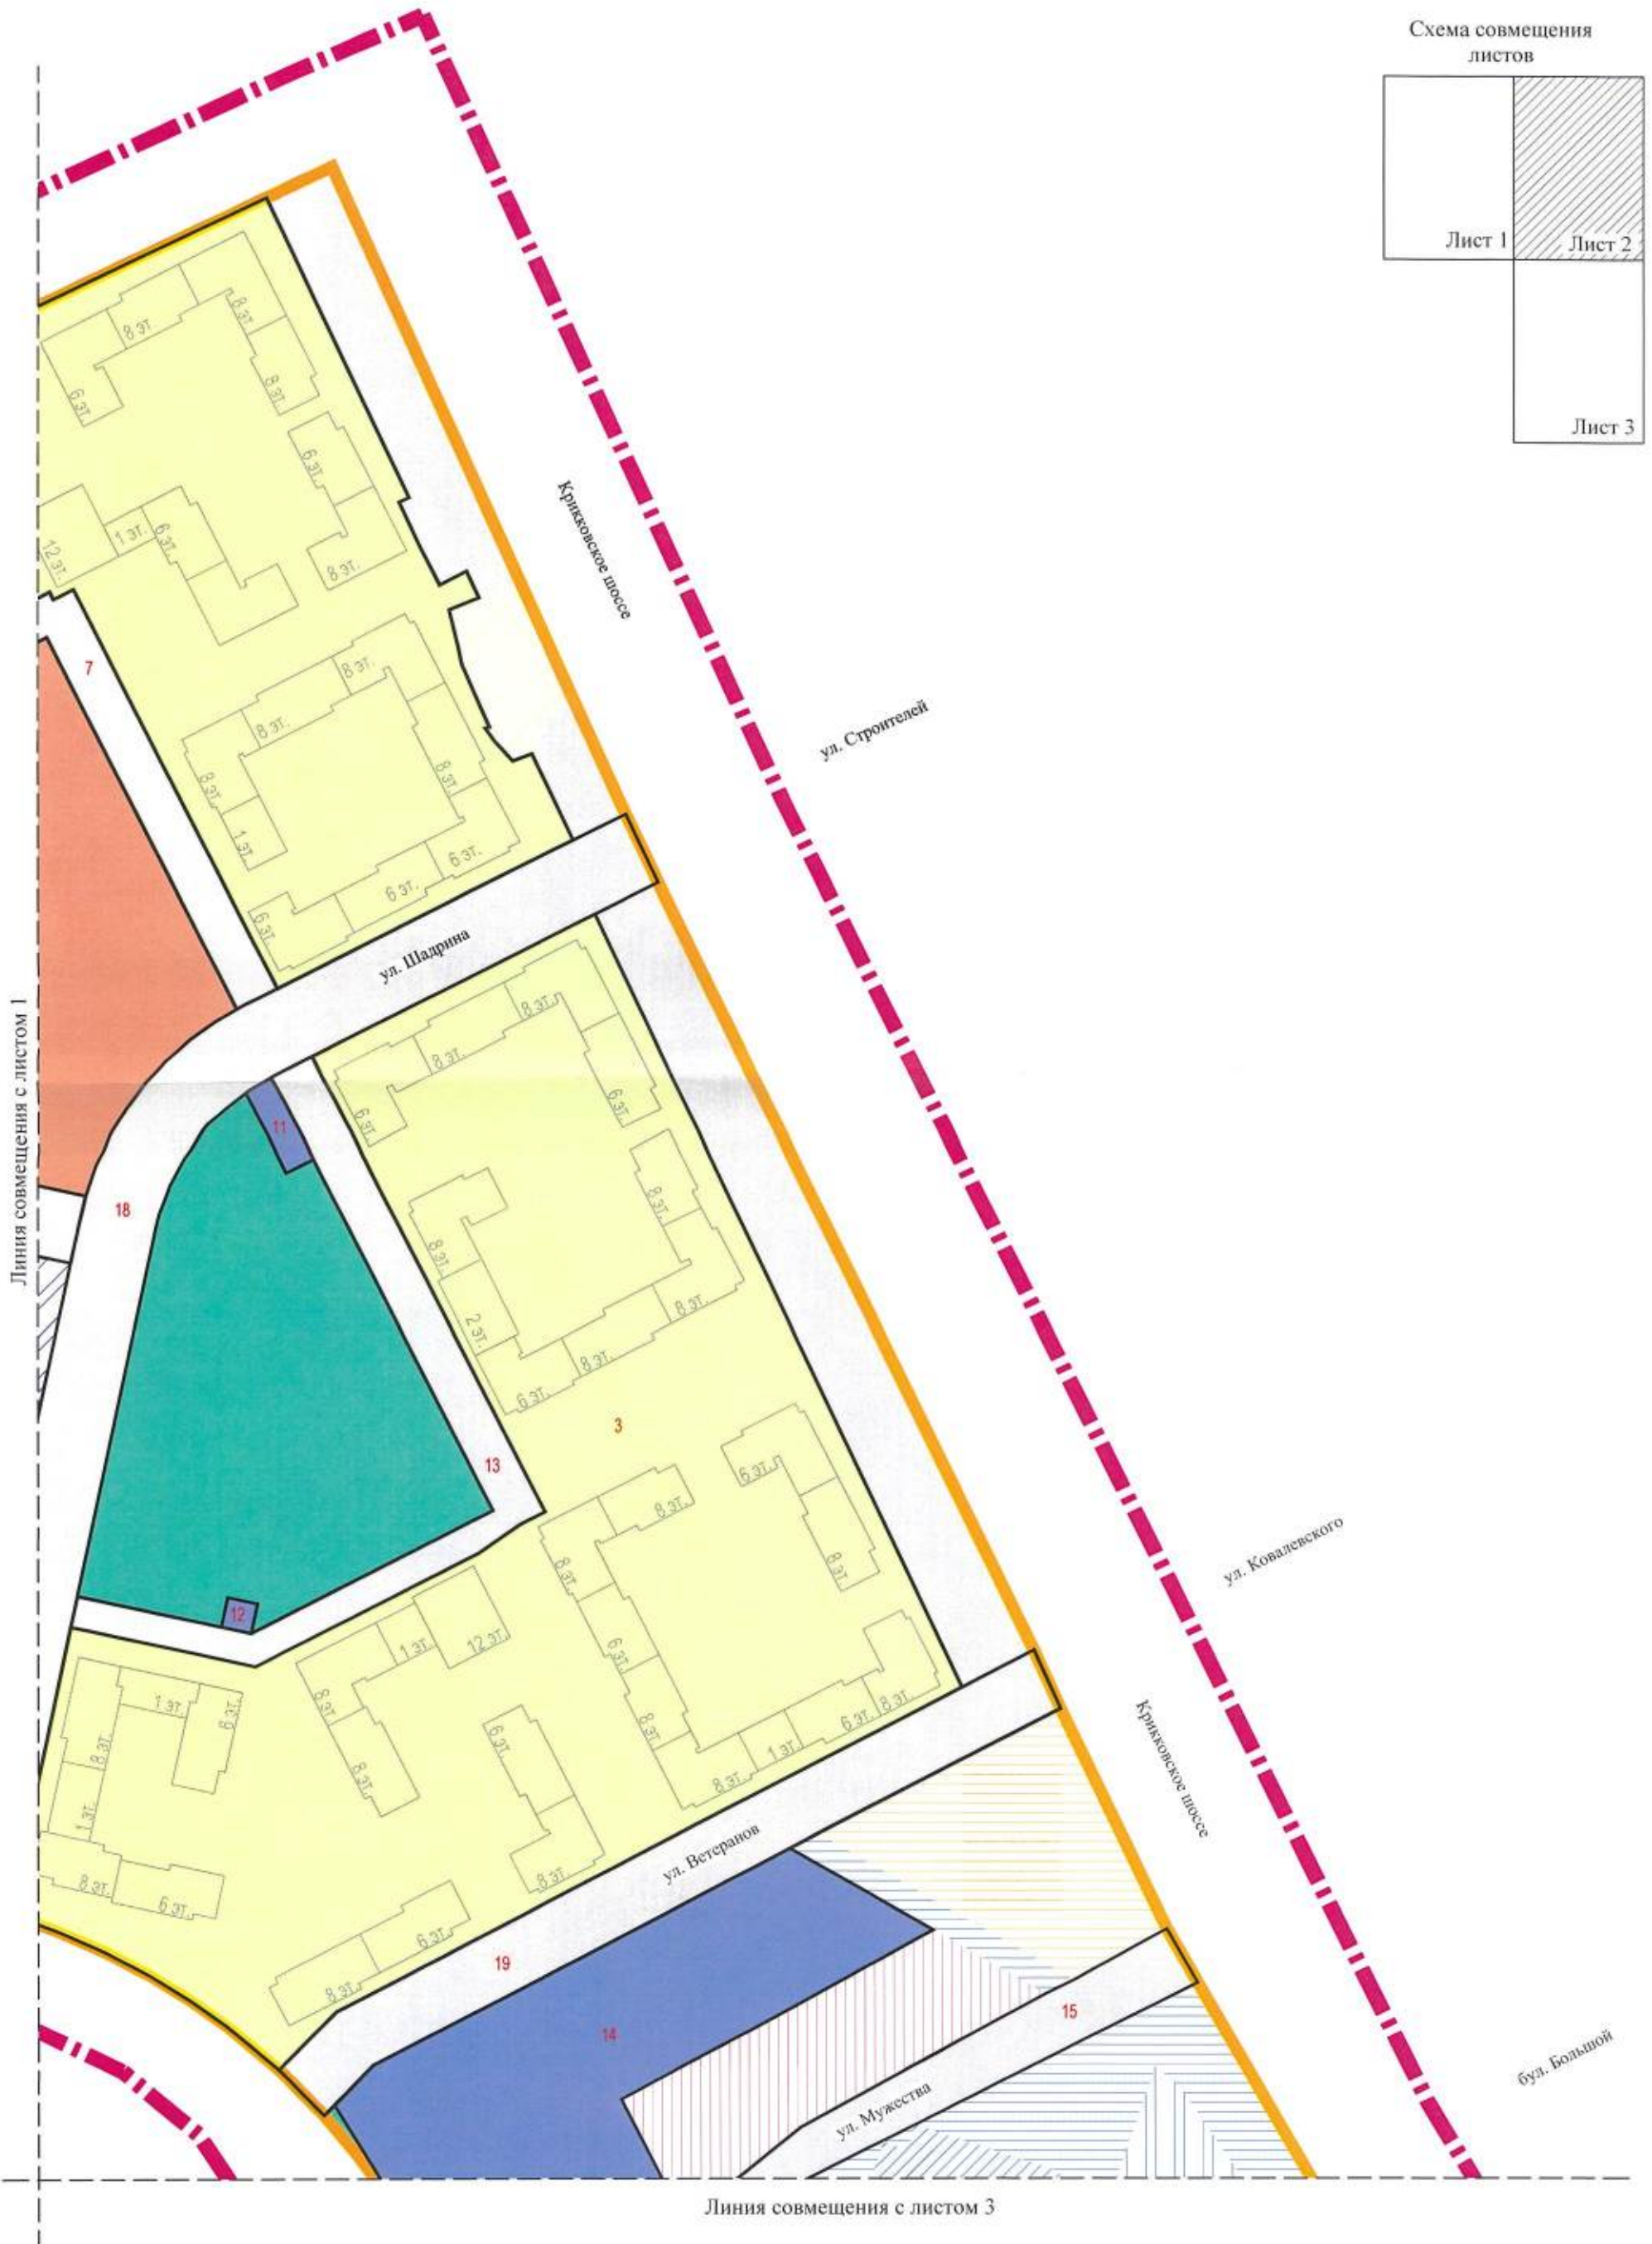 Схема совмещения
листов
Лист 1
Лист 2
Лист 3
8 эт.
8 эт.
6 эт.
8 эт.
6 эт.
12 эт.
1 эт.
6 эт.
8 эт.
Крикковское шоссе
7
8 эт.
8 эт.
8 эт.
8 эт.
1 эт.
6 эт.
6 эт.
6 эт.
ул. Строителей
ул. Шадрина
Линия совмещения с листом 1
8 эт.
8 эт.
6 эт.
6 эт.
11
18
8 эт.
8 эт.
2 эт.
8 эт.
8 эт.
6 эт.
3
13
6 эт.
8 эт.
8 эт.
8 эт.
6 эт.
8 эт.
8 эт.
1 эт.
6 эт.
8 эт.
ул. Ковалевского
12
1 эт.
12 эт.
8 эт.
8 эт.
6 эт.
8 эт.
1 эт.
6 эт.
8 эт.
1 эт.
8 эт.
6 эт.
6 эт.
8 эт.
Крикковское шоссе
ул. Ветеранов
19
14
15
ул. Мужества
бул. Большой
Линия совмещения с листом 3